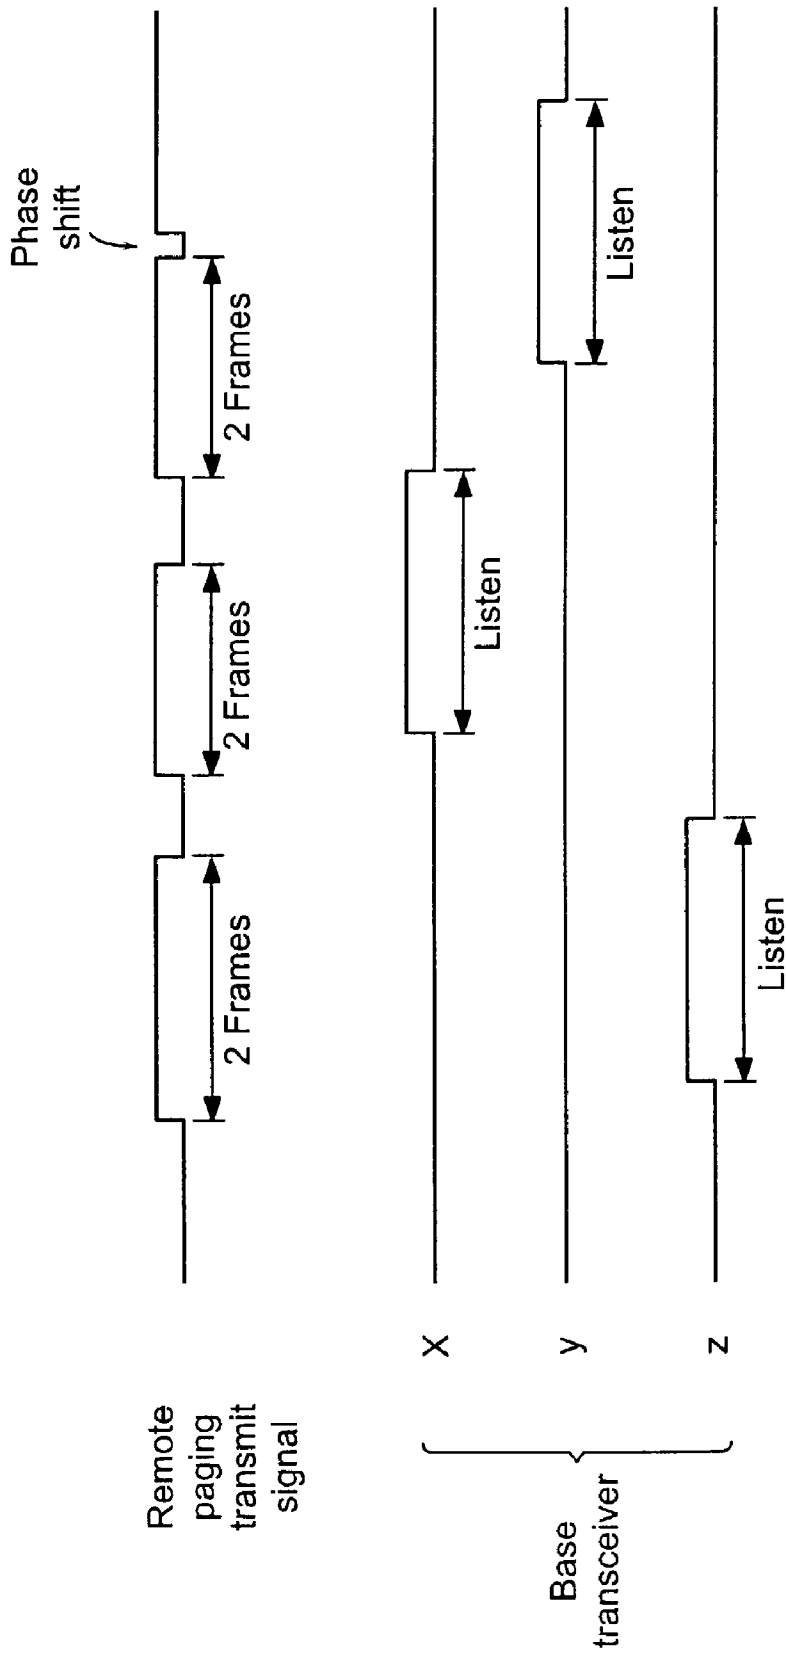 Remote
paging
transmit
signal
2 Frames
2 Frames
2 Frames
Phase
shift
Base
transceiver
X
Listen
y
Listen
z
Listen